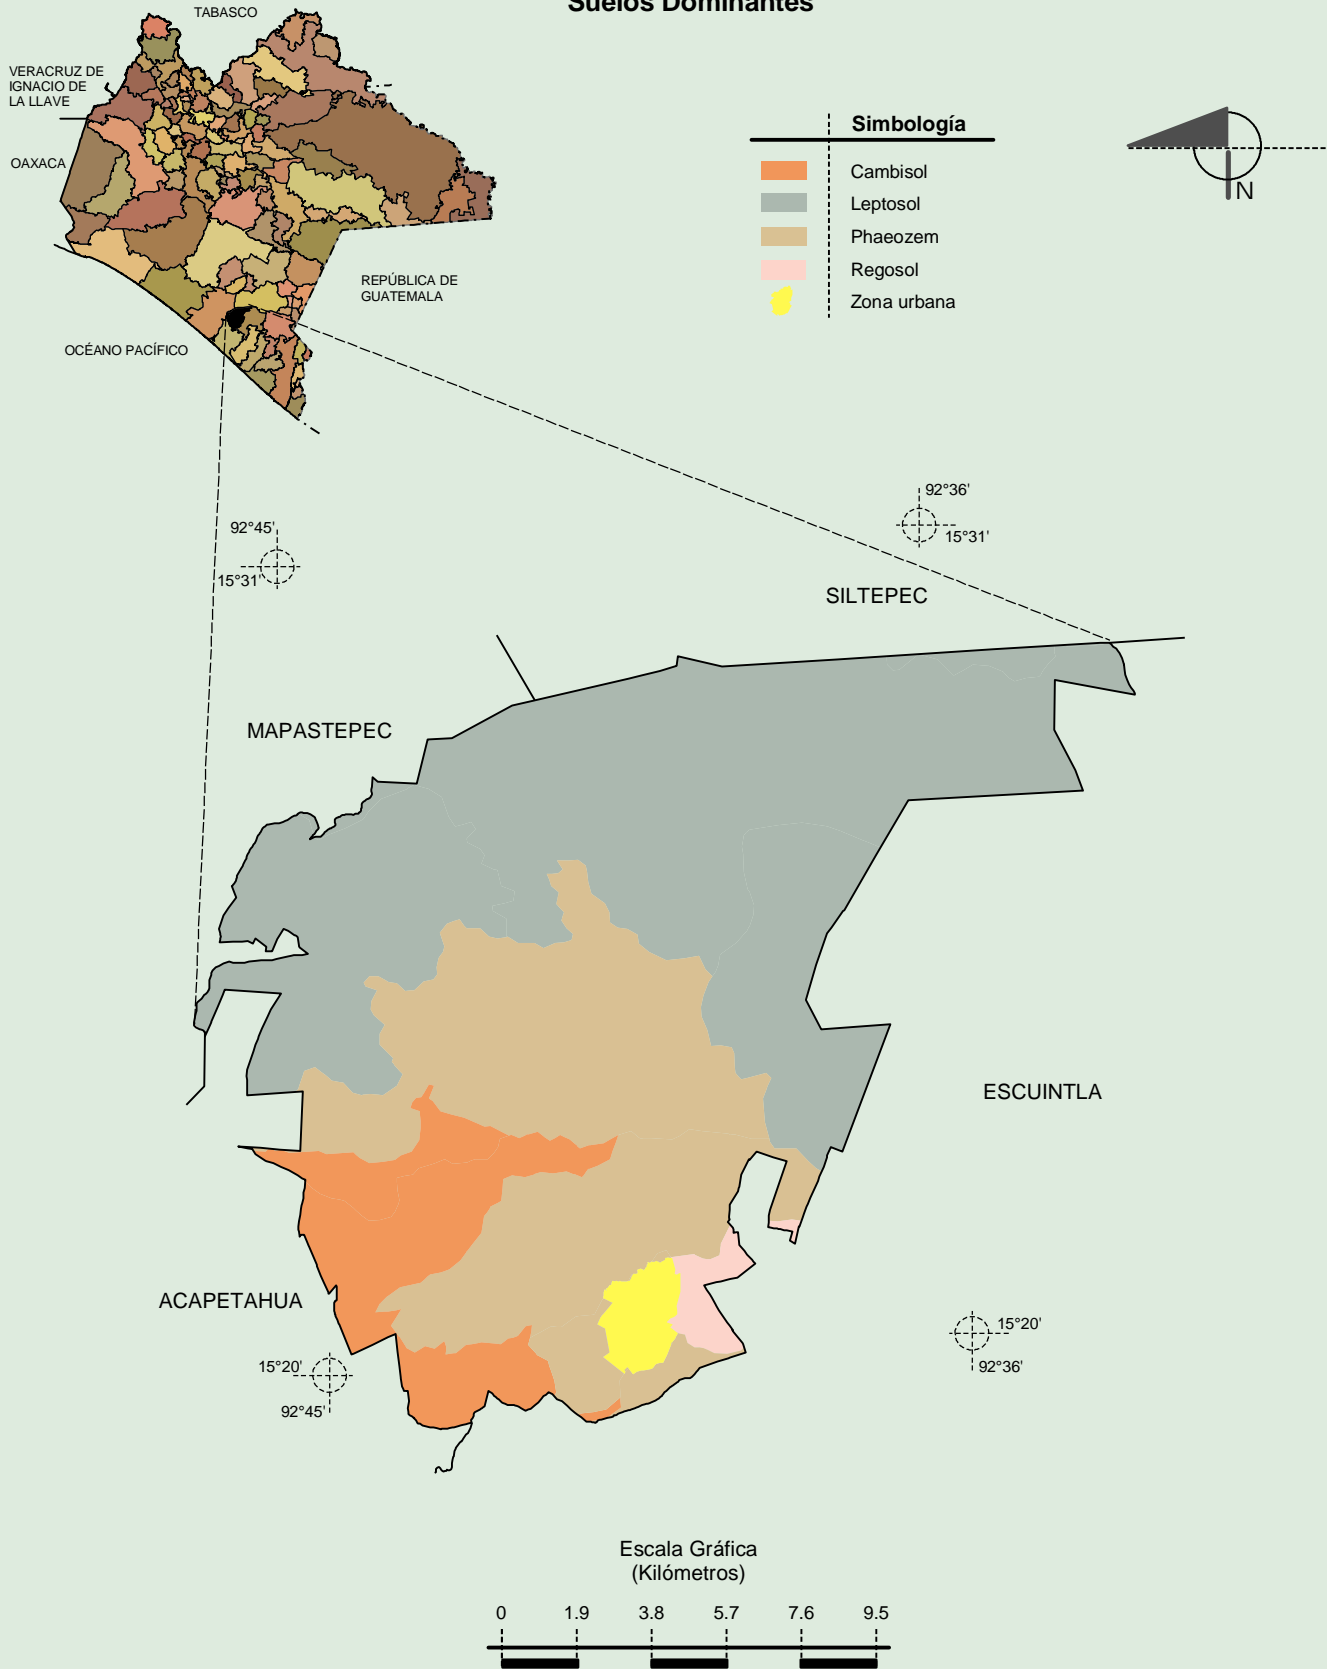 Suelos Dominantes
TABASCO
VERACRUZ DE
IGNACIO DE
LA LLAVE
OAXACA
REPÚBLICA DE
GUATEMALA
OCÉANO PACÍFICO
Simbología
Cambisol
Leptosol
Phaeozem
Regosol
Zona urbana
N
92°36'
15°31'
92°45'
15°31'
SILTEPEC
MAPASTEPEC
ESCUINTLA
ACAPETAHUA
15°20'
92°36'
15°20'
92°45'
Escala Gráfica
(Kilómetros)
0 1.9 3.8 5.7 7.6 9.5